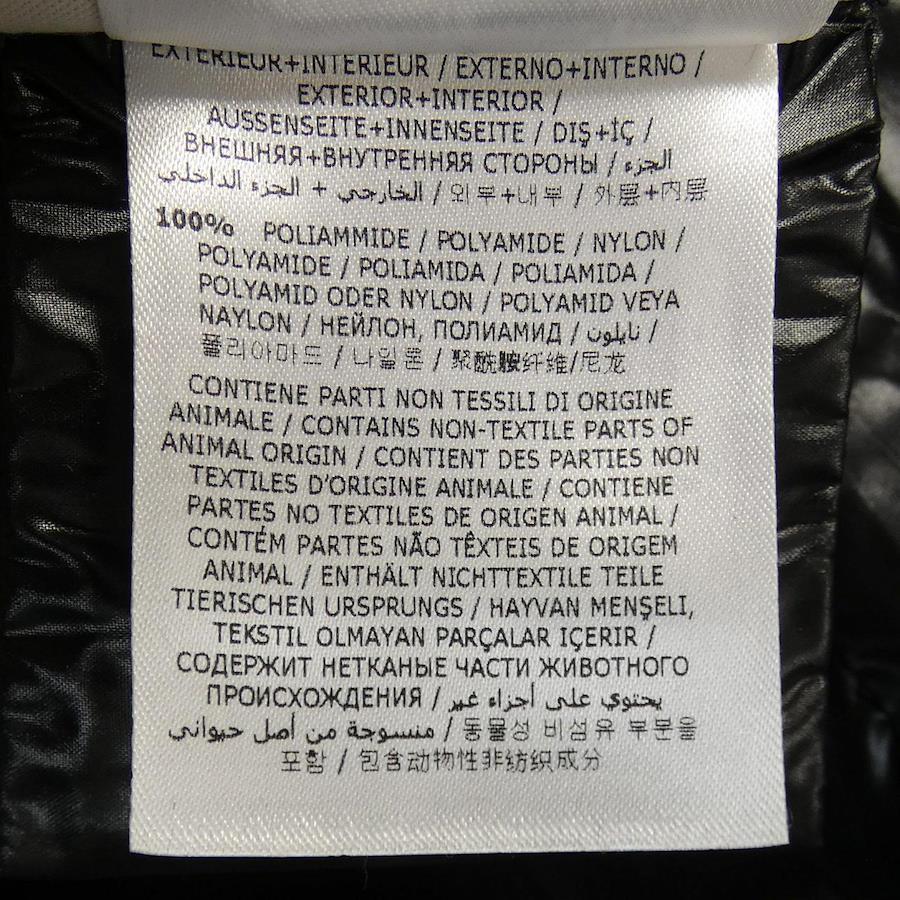 EXTÉRIEUR+INTÉRIEUR / EXTERNO+INTERNO /
EXTERIOR+INTERIOR /
AUSSENSEITE+INNENSEITE / DIŞ+İÇ /
ВНЕШНЯЯ+ВНУТРЕННЯЯ СТОРОНЫ / الجزء
الخارجي + الجزء الداخلي / 외부+내부 / 外层+内层
100% POLIAMMIDE / POLYAMIDE / NYLON /
POLYAMIDE / POLIAMIDA / POLIAMIDA /
POLYAMID ODER NYLON / POLYAMID VEYA
NAYLON / НЕЙЛОН, ПОЛИАМИД / نايلون /
폴리아마드 / 나일론 / 聚酰胺纤维/尼龙
CONTIENE PARTI NON TESSILI DI ORIGINE
ANIMALE / CONTAINS NON-TEXTILE PARTS OF
ANIMAL ORIGIN / CONTIENT DES PARTIES NON
TEXTILES D'ORIGINE ANIMALE / CONTIENE
PARTES NO TEXTILES DE ORIGEN ANIMAL /
CONTÉM PARTES NÃO TÊXTEIS DE ORIGEM
ANIMAL / ENTHÄLT NICHTTEXTILE TEILE
TIERISCHEN URSPRUNGS / HAYVAN MENŞELI,
TEKSTIL OLMAYAN PARÇALAR IÇERIR /
СОДЕРЖИТ НЕТКАНЫЕ ЧАСТИ ЖИВОТНОГО
ПРОИСХОЖДЕНИЯ / يحتوي على أجزاء غير
منسوجة من أصل حيواني / 동물성 비섬유 부분을
포함 / 包含动物性非纺织成分